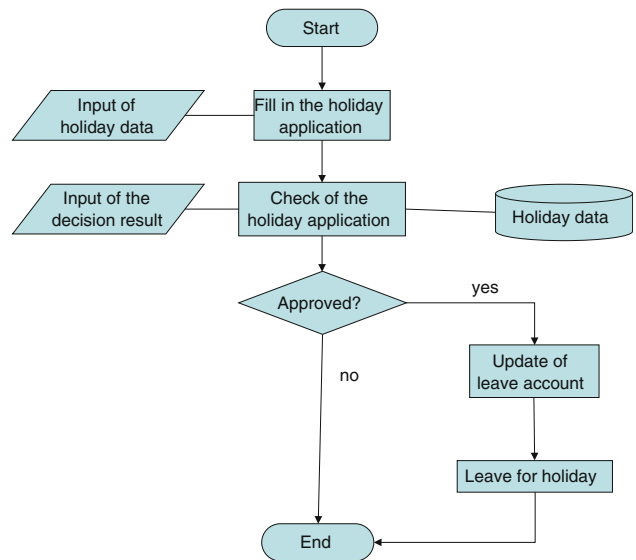 Start
Input of
holiday data
Fill in the holiday
application
Input of the
decision result
Check of the
holiday application
Holiday data
Approved?
yes
no
Update of
leave account
Leave for holiday
End